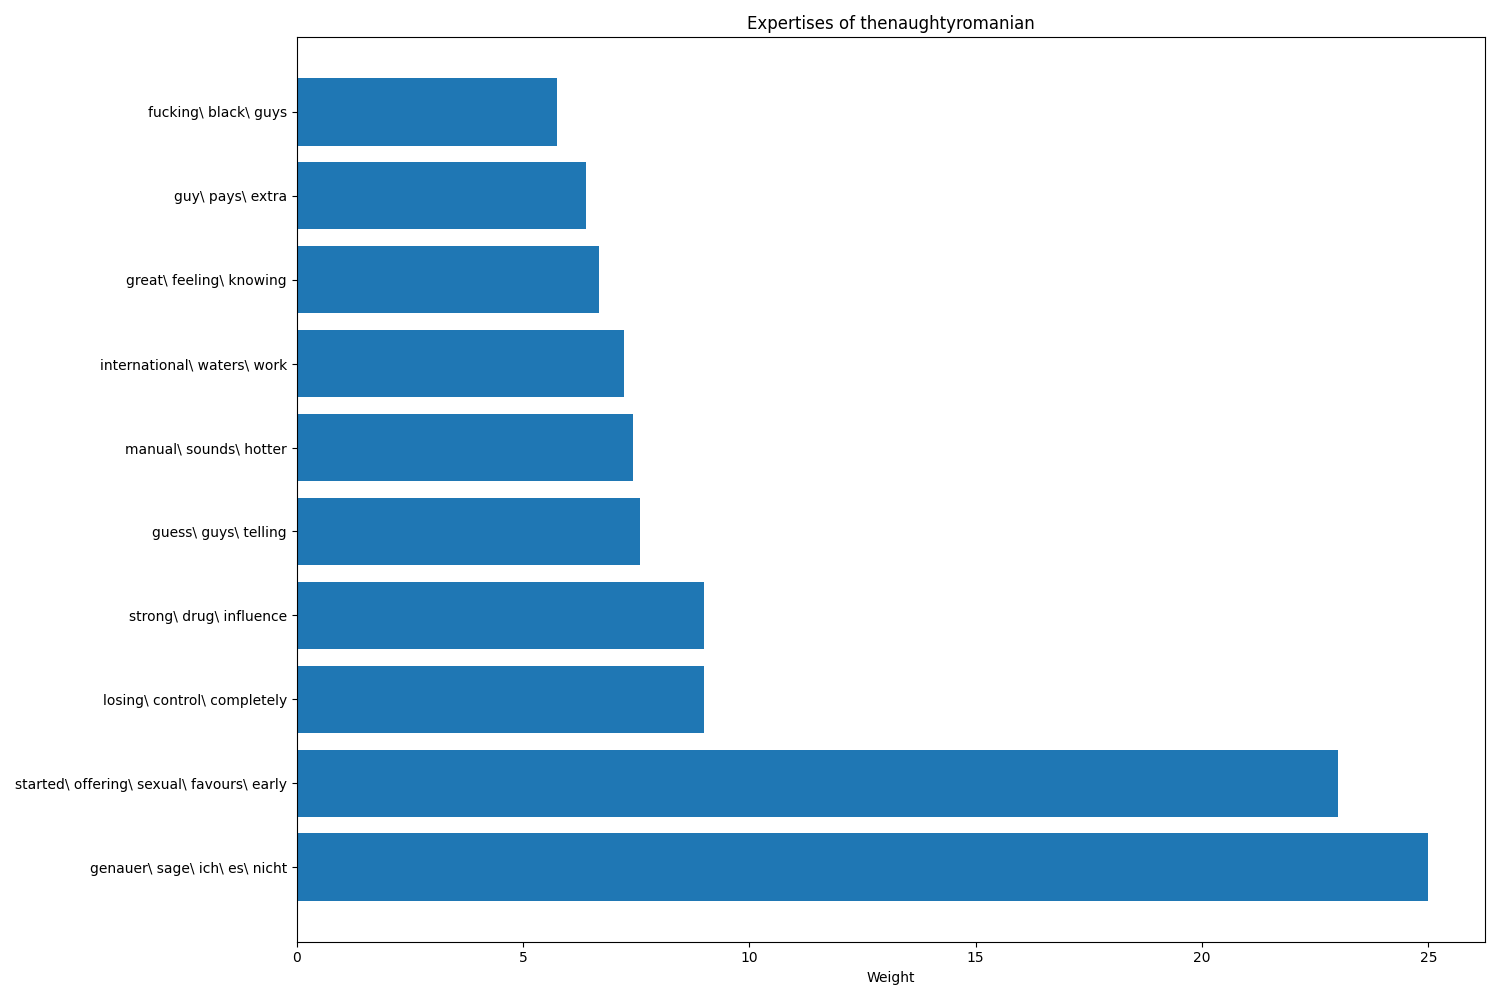 Expertises of thenaughtyromanian
fucking\ black\ guys
guy\ pays\ extra
great\ feeling\ knowing
international\ waters\ work
manual\ sounds\ hotter
guess\ guys\ telling
strong\ drug\ influence
losing\ control\ completely
started\ offering\ sexual\ favours\ early
genauer\ sage\ ich\ es\ nicht
0 5 10 15 20 25
Weight